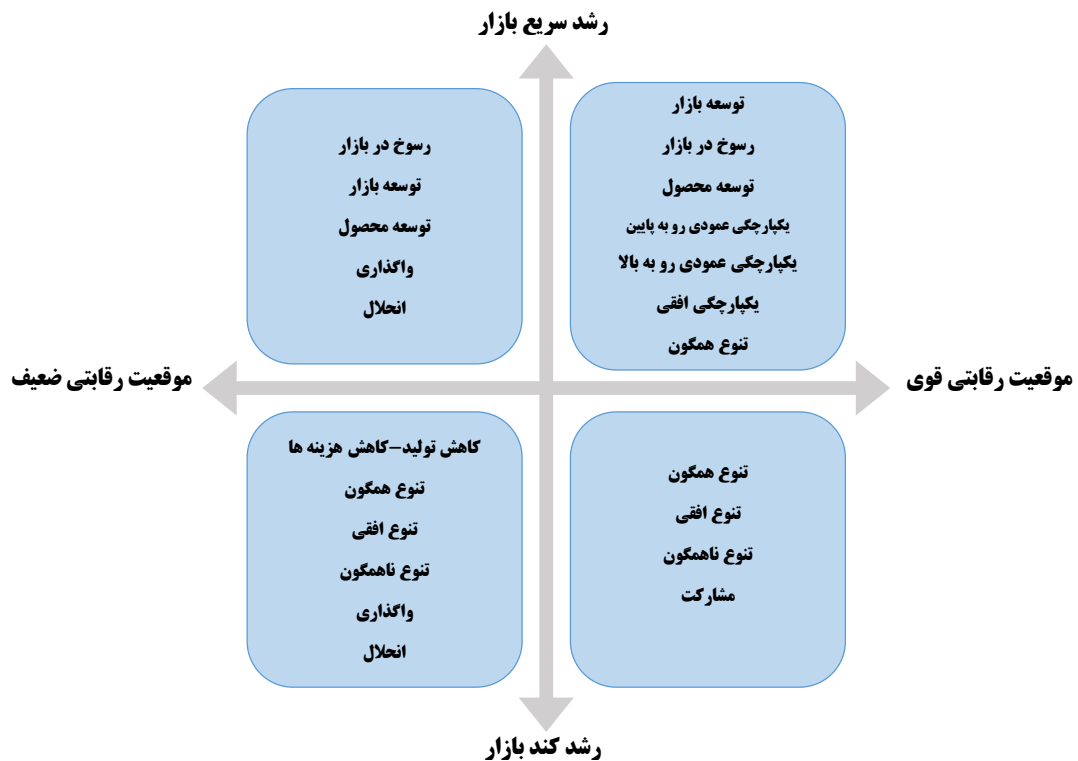 رشد سریع بازار
توسعه بازار
رسوخ در بازار
توسعه محصول
یکپارچگی عمودی رو به پایین
یکپارچگی عمودی رو به بالا
یکپارچگی افقی
تنوع همگون
رسوخ در بازار
توسعه بازار
توسعه محصول
واگذاری
انحلال
موقعیت رقابتی قوی
موقعیت رقابتی ضعیف
تنوع همگون
تنوع افقی
تنوع ناهمگون
مشارکت
کاهش تولید–کاهش هزینه ها
تنوع همگون
تنوع افقی
تنوع ناهمگون
واگذاری
انحلال
رشد کند بازار